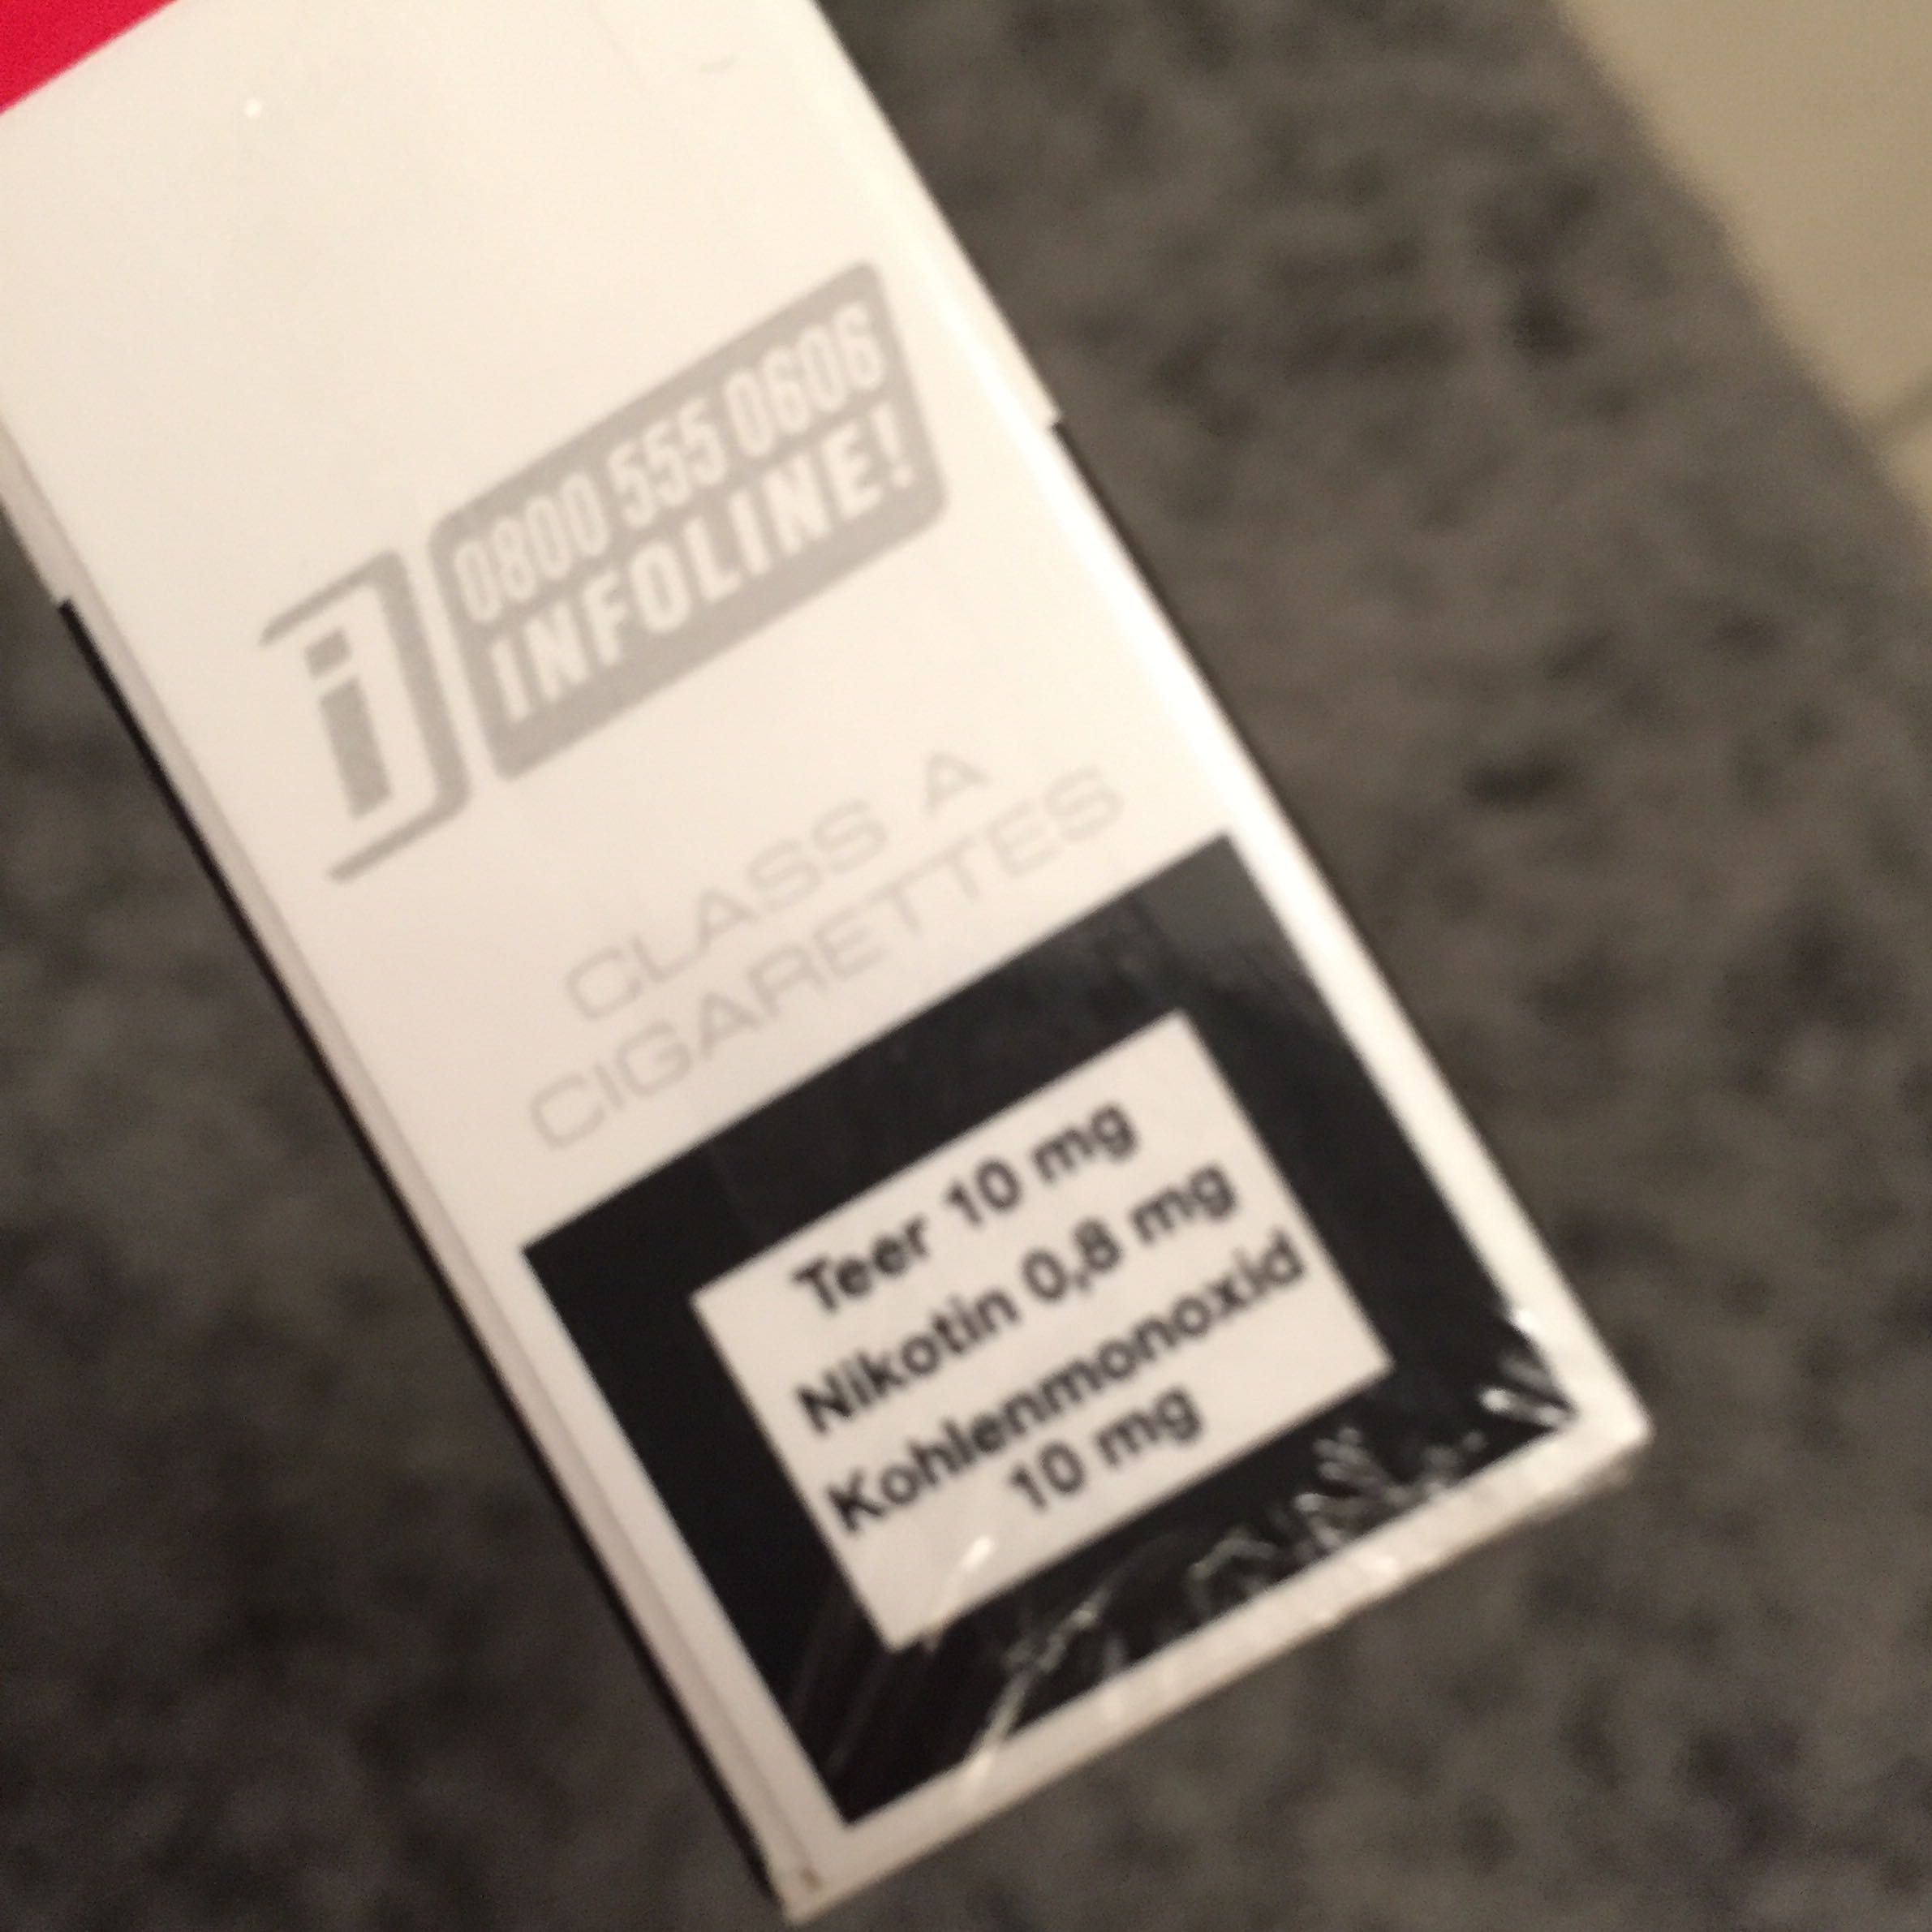 i
0800 555 0606
INFOLINE!
CLASS A
CIGARETTES
Teer 10 mg
Nikotin 0,8 mg
Kohlenmonoxid
10 mg